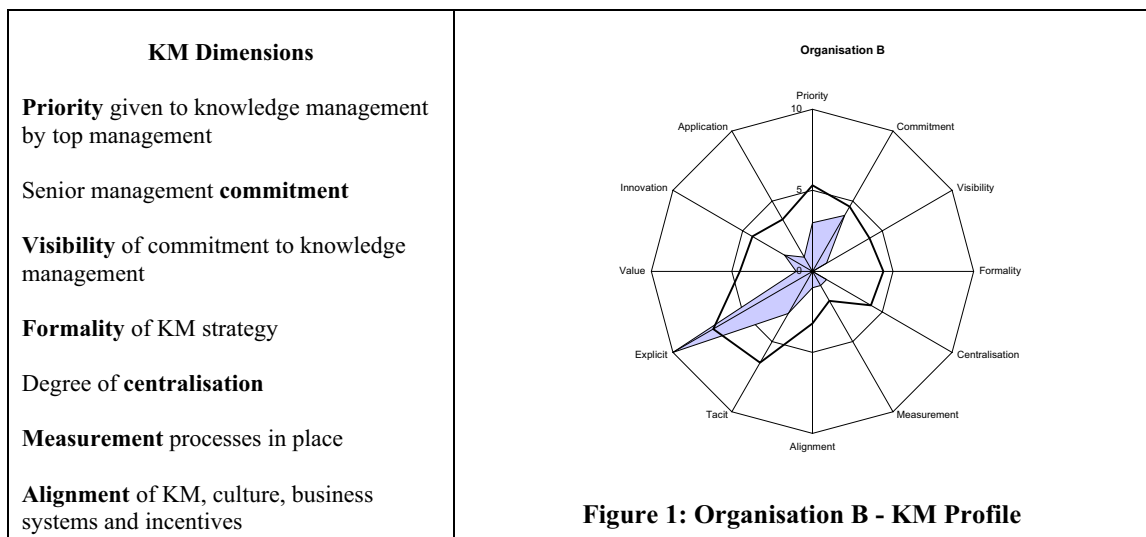 KM Dimensions
Priority given to knowledge management
by top management
Senior management commitment
Visibility of commitment to knowledge
management
Formality of KM strategy
Degree of centralisation
Measurement processes in place
Alignment of KM, culture, business
systems and incentives
Organisation B
Priority
10
Application
Commitment
Innovation
5
Visibility
Value
0
Formality
Explicit
Centralisation
Tacit
Measurement
Alignment
Figure 1: Organisation B - KM Profile